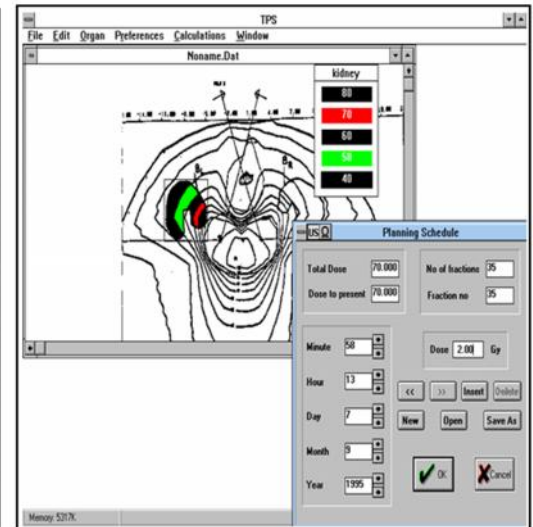 TPS
File Edit Organ Preferences Calculations Window
Noname.Dat
kidney
80
70
60
50
40
B R
US Planning Schedule
Total Dose 70.000
Dose to present 70.000
No of fractions 35
Fraction no 35
Minute 58
Hour 13
Day 7
Month 9
Year 1995
Dose 2.00 Gy
<< >> Insert Delete
New Open Save As
OK Cancel
Memory: 5317K